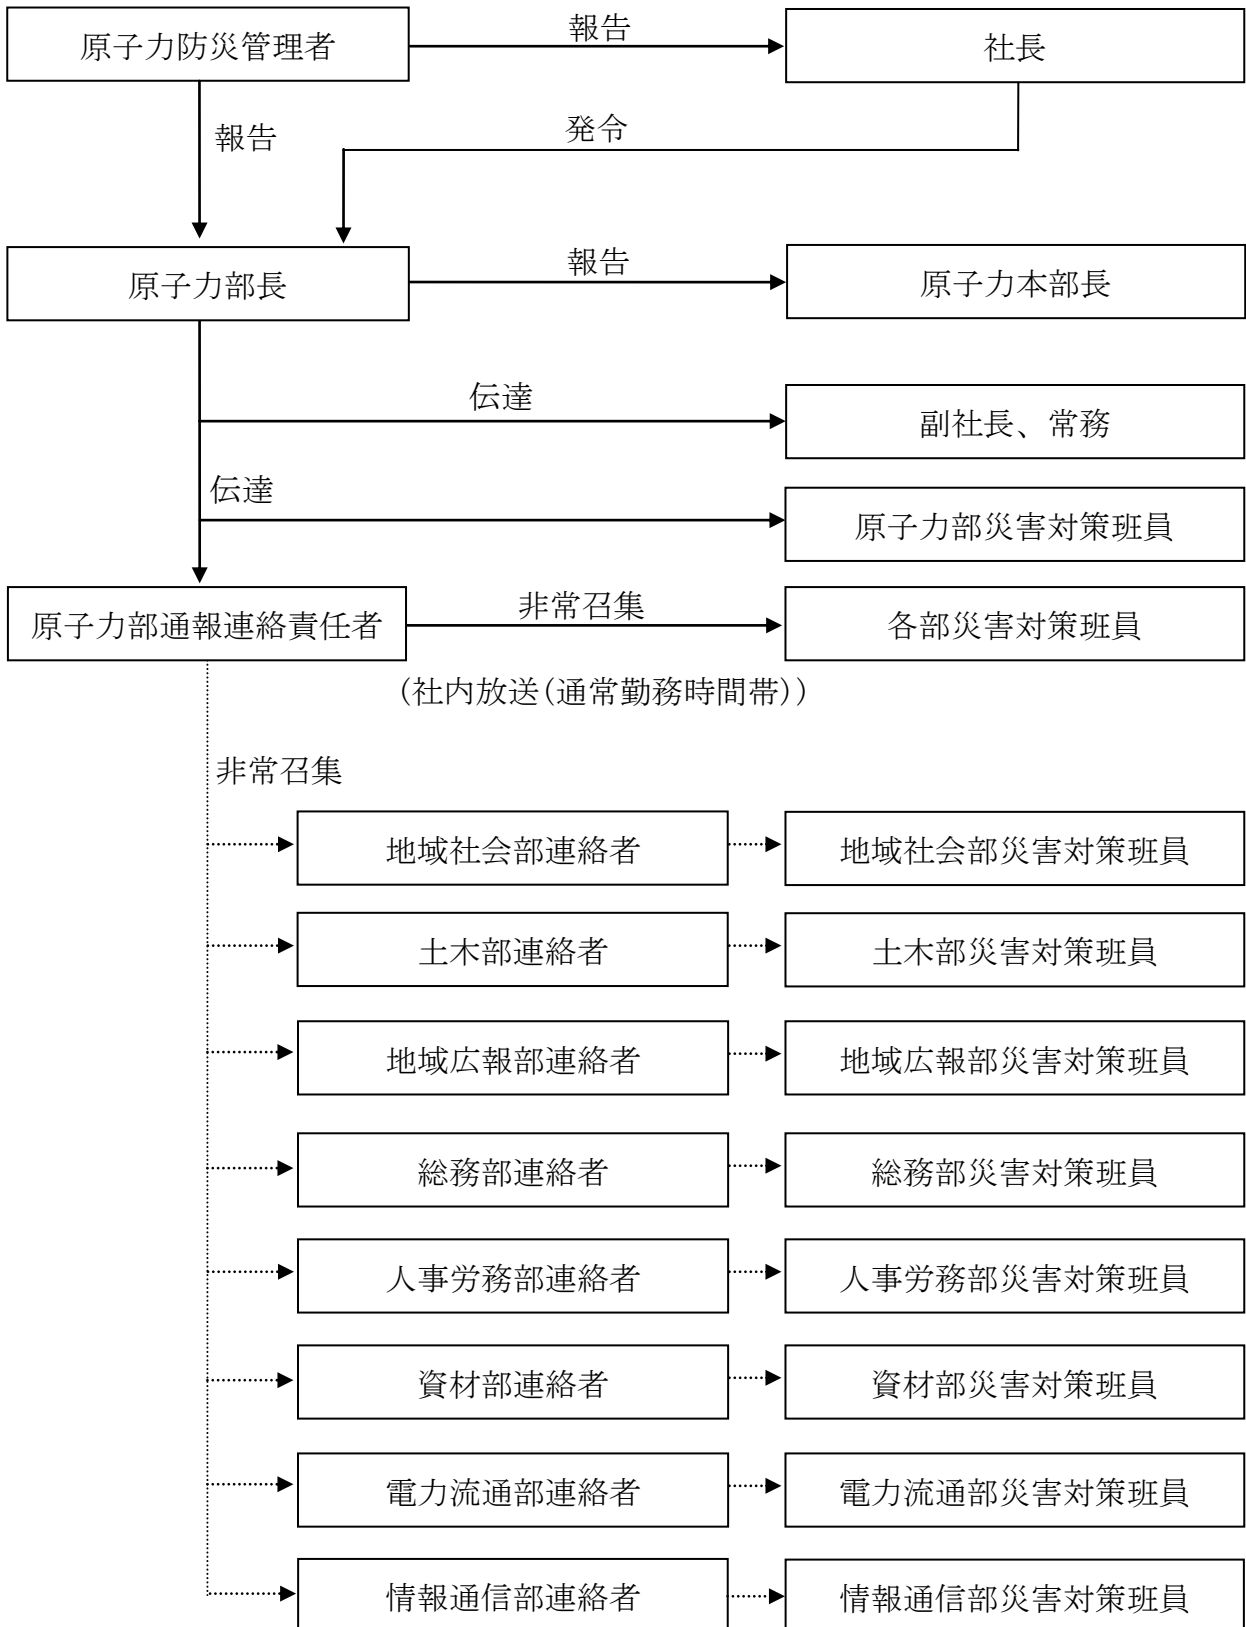 原子力防災管理者
報告
社長
報告
発令
原子力部長
報告
原子力本部長
伝達
副社長、常務
伝達
原子力部災害対策班員
原子力部通報連絡責任者
非常召集
各部災害対策班員
(社内放送(通常勤務時間帯))
非常召集
地域社会部連絡者
地域社会部災害対策班員
土木部連絡者
土木部災害対策班員
地域広報部連絡者
地域広報部災害対策班員
総務部連絡者
総務部災害対策班員
人事労務部連絡者
人事労務部災害対策班員
資材部連絡者
資材部災害対策班員
電力流通部連絡者
電力流通部災害対策班員
情報通信部連絡者
情報通信部災害対策班員